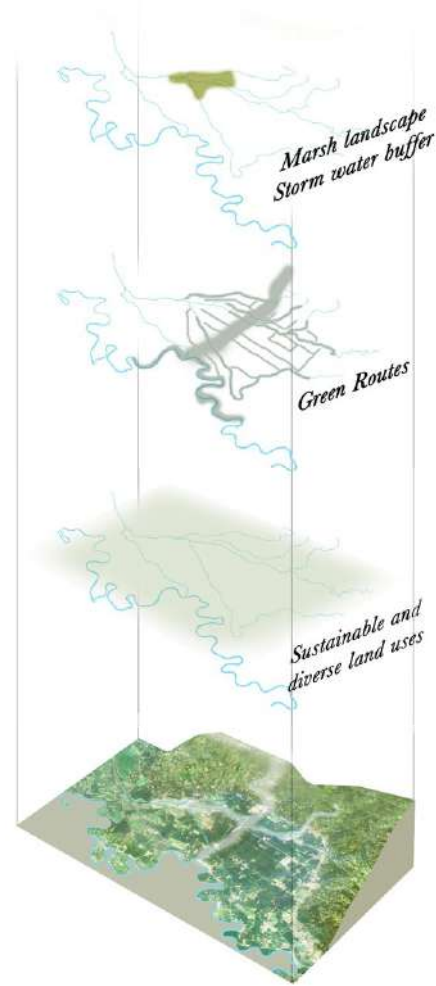 Marsh landscape
Storm water buffer
Green Routes
Sustainable and
diverse land uses